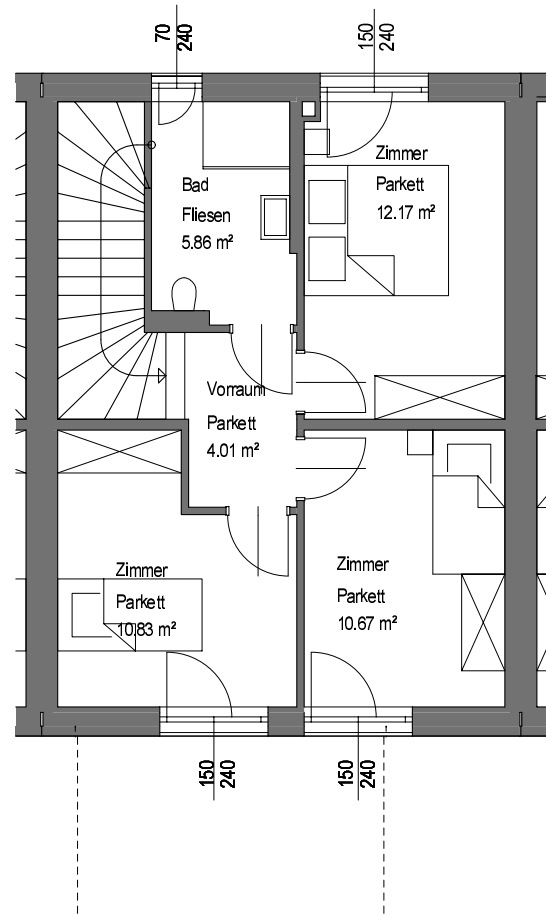 70
240
150
240
Zimmer
Parkett
12.17 m²
Bad
Fliesen
5.86 m²
Vorraum
Parkett
4.01 m²
Zimmer
Parkett
10.83 m²
Zimmer
Parkett
10.67 m²
150
240
150
240